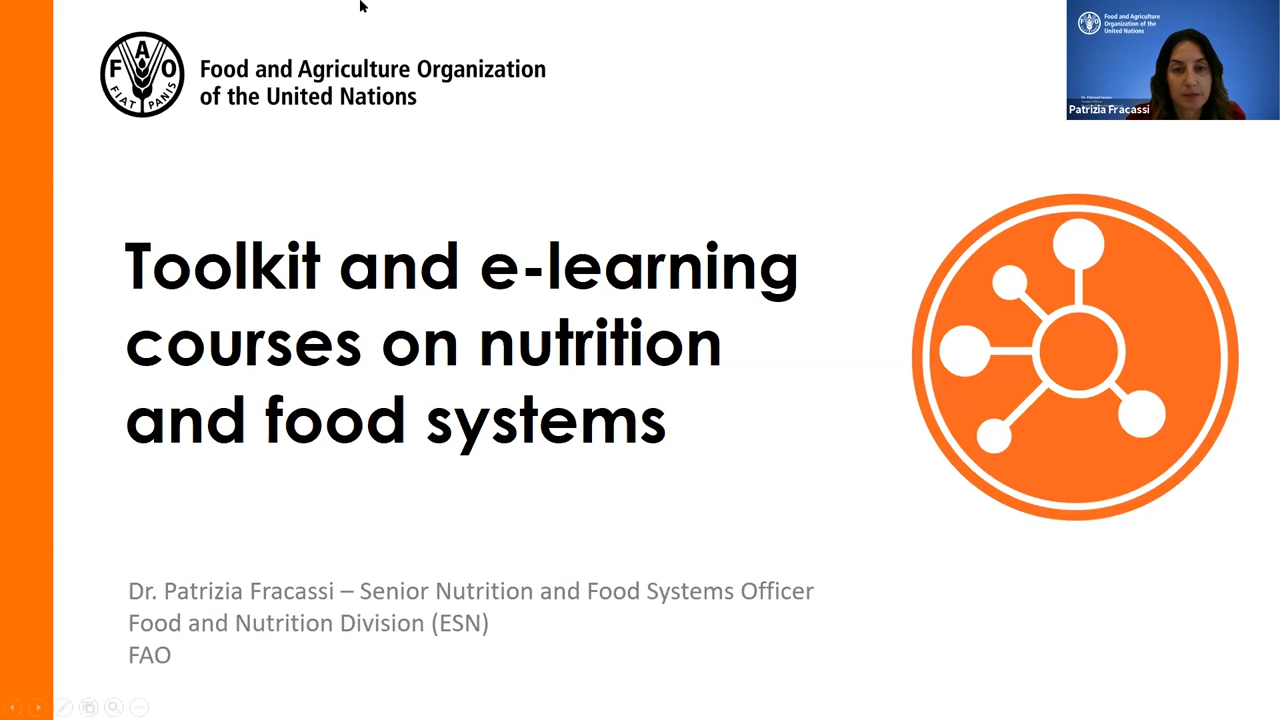 F A O
FIAT PANIS
Food and Agriculture Organization
of the United Nations
Food and Agriculture
Organization of the
United Nations
Patrizia Fracassi
Toolkit and e-learning
courses on nutrition
and food systems
Dr. Patrizia Fracassi – Senior Nutrition and Food Systems Officer
Food and Nutrition Division (ESN)
FAO